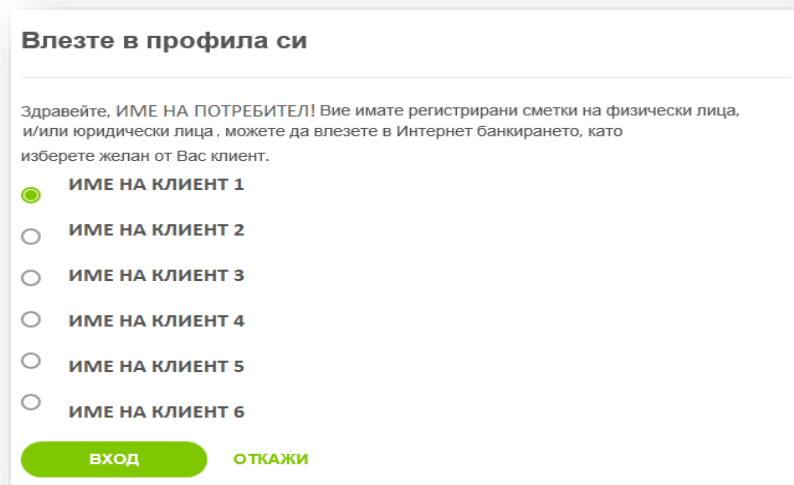 Влезте в профила си
Здравейте, ИМЕ НА ПОТРЕБИТЕЛ! Вие имате регистрирани сметки на физически лица,
и/или юридически лица, можете да влезете в Интернет банкирането, като
изберете желан от Вас клиент.
ИМЕ НА КЛИЕНТ 1
ИМЕ НА КЛИЕНТ 2
ИМЕ НА КЛИЕНТ 3
ИМЕ НА КЛИЕНТ 4
ИМЕ НА КЛИЕНТ 5
ИМЕ НА КЛИЕНТ 6
ВХОД ОТКАЖИ